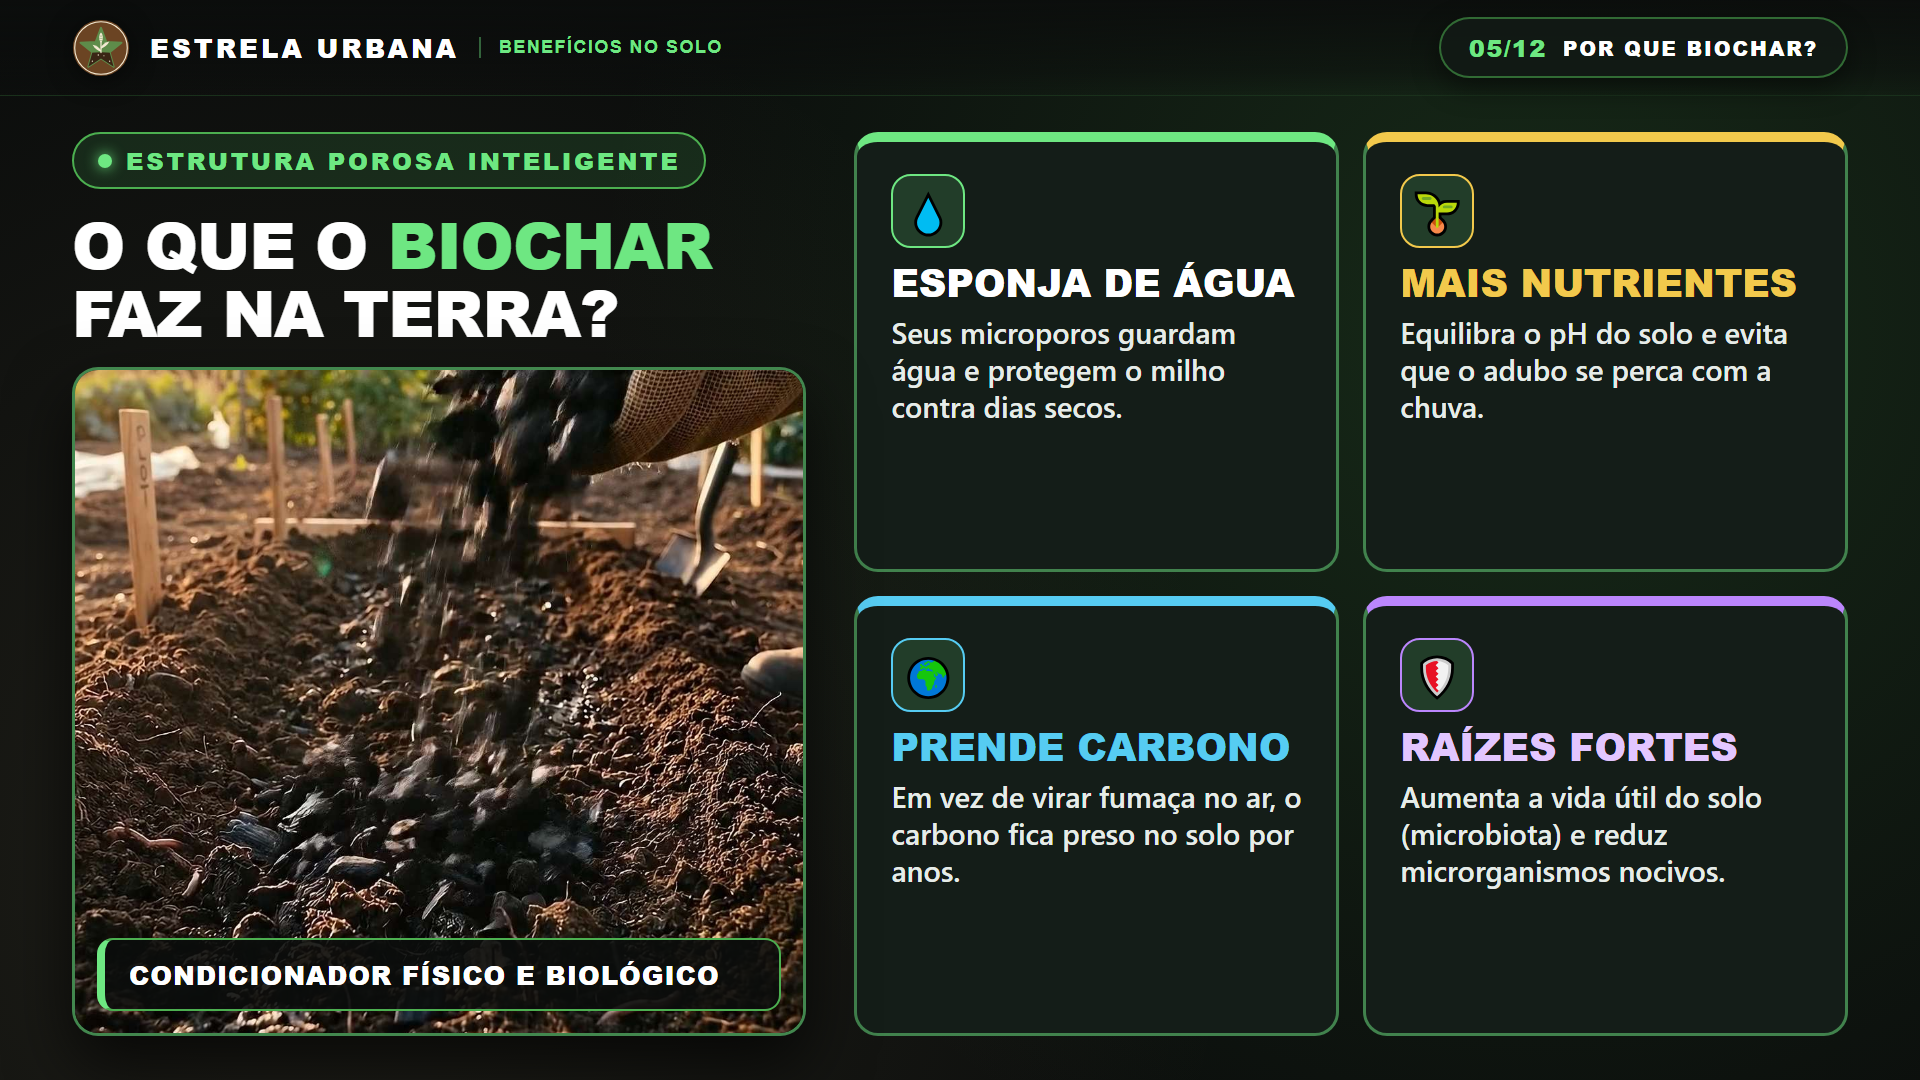 ESTRELA URBANA
BENEFÍCIOS NO SOLO
05/12 POR QUE BIOCHAR?
ESTRUTURA POROSA INTELIGENTE
O QUE O BIOCHAR
FAZ NA TERRA?
CONDICIONADOR FÍSICO E BIOLÓGICO
ESPONJA DE ÁGUA
Seus microporos guardam
água e protegem o milho
contra dias secos.
MAIS NUTRIENTES
Equilibra o pH do solo e evita
que o adubo se perca com a
chuva.
PRENDE CARBONO
Em vez de virar fumaça no ar, o
carbono fica preso no solo por
anos.
RAÍZES FORTES
Aumenta a vida útil do solo
(microbiota) e reduz
microrganismos nocivos.